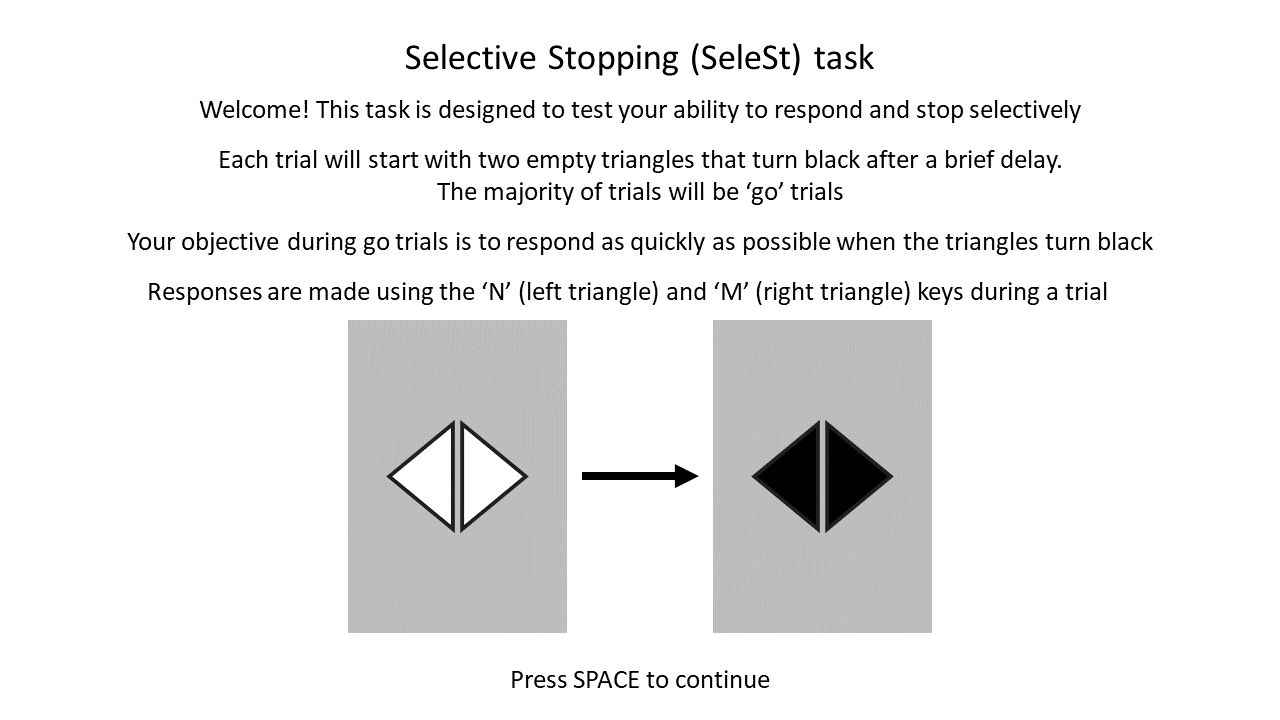 Selective Stopping (SeleSt) task
Welcome! This task is designed to test your ability to respond and stop selectively
Each trial will start with two empty triangles that turn black after a brief delay.
The majority of trials will be ‘go’ trials
Your objective during go trials is to respond as quickly as possible when the triangles turn black
Responses are made using the ‘N’ (left triangle) and ‘M’ (right triangle) keys during a trial
Press SPACE to continue